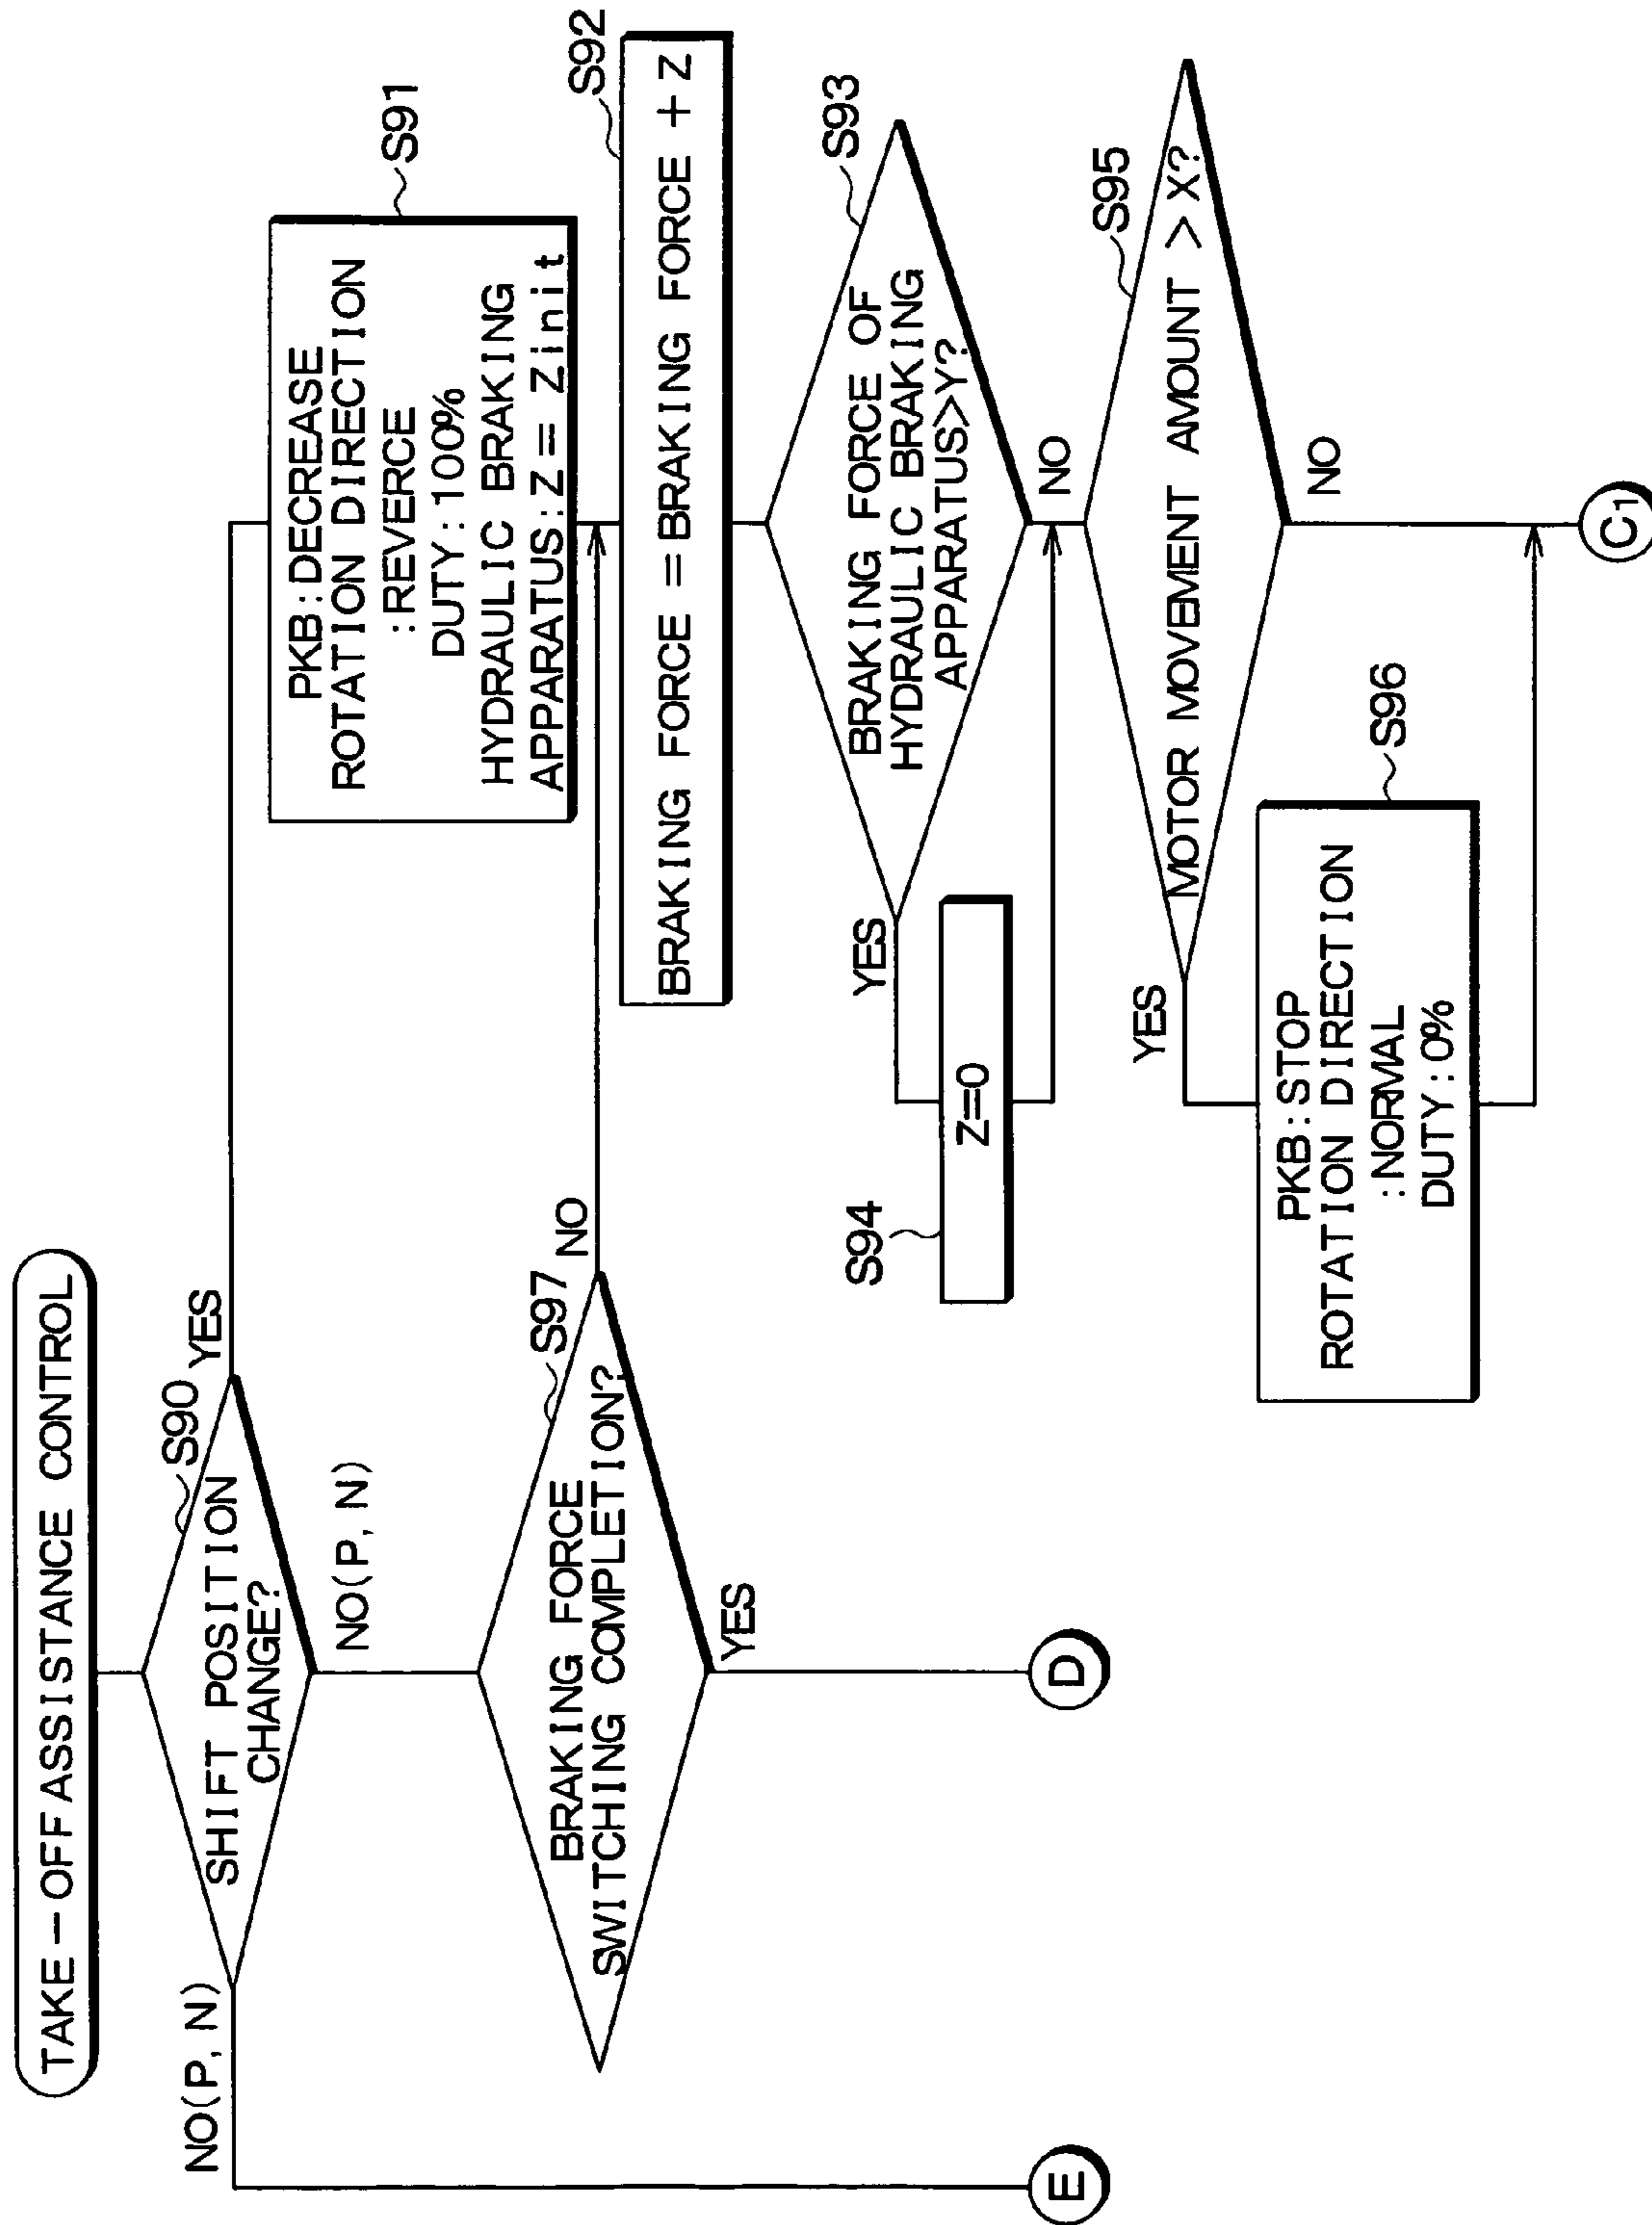 TAKE-OFF ASSISTANCE CONTROL
S90
SHIFT POSITION
CHANGE?
NO(P, N)
YES
NO(P, N)
S97
BRAKING FORCE
SWITCHING COMPLETION?
NO
YES
E
D
S91
PKB:DECREASE
ROTATION DIRECTION
:REVERCE
DUTY:100%
HYDRAULIC BRAKING
APPARATUS:Z=Zinit
S92
BRAKING FORCE=BRAKING FORCE+Z
S93
BRAKING FORCE OF
HYDRAULIC BRAKING
APPARATUS>Y?
YES
NO
S94
Z=0
S95
MOTOR MOVEMENT AMOUNT >X?
YES
NO
S96
PKB:STOP
ROTATION DIRECTION
:NORMAL
DUTY:0%
C1